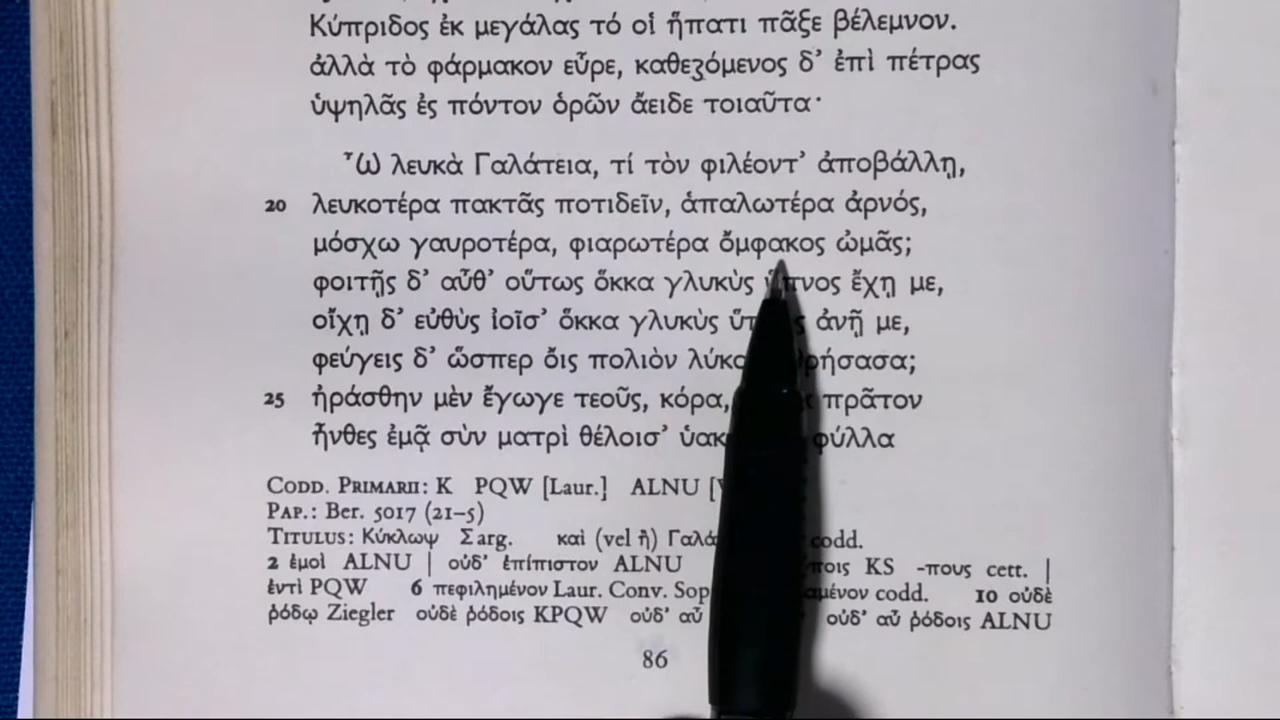 Κύπριδος ἐκ μεγάλας τό οἱ ἥπατι πᾶξε βέλεμνον.
ἀλλὰ τὸ φάρμακον εὗρε, καθεζόμενος δ’ ἐπὶ πέτρας
ὑψηλᾶς ἐς πόντον ὁρῶν ἄειδε τοιαῦτα·
Ὦ λευκὰ Γαλάτεια, τί τὸν φιλέοντ’ ἀποβάλλῃ,
20 λευκοτέρα πακτᾶς ποτιδεῖν, ἁπαλωτέρα ἀρνός,
μόσχω γαυροτέρα, φιαρωτέρα ὄμφακος ὠμᾶς;
φοιτῇς δ’ αὖθ’ οὕτως ὅκκα γλυκὺς ὕπνος ἔχῃ με,
οἴχῃ δ’ εὐθὺς ἰοῖσ’ ὅκκα γλυκὺς ἀνῇ με,
φεύγεις δ’ ὥσπερ ὄις πολιὸν
25 ἠράσθην μὲν ἔγωγε τεοῦς, κόρα, πρᾶτον
ἦνθες ἐμᾷ σὺν ματρὶ θέλοισ’ φύλλα
CODD. PRIMARII: K PQW [Laur.] ALNU
PAP.: Ber. 5017 (21–5)
TITULUS: Κύκλωψ Σarg. καὶ (vel ἢ) codd.
2 ἐμοὶ ALNU | οὐδ’ ἐπίπιστον ALNU KS -πους cett. |
ἐντὶ PQW 6 πεφιλημένον Laur. Conv. codd. 10 οὐδὲ
ῥόδῳ Ziegler οὐδὲ ῥόδοις KPQW οὐδ’ αὖ οὐδ’ αὖ ῥόδοις ALNU
86